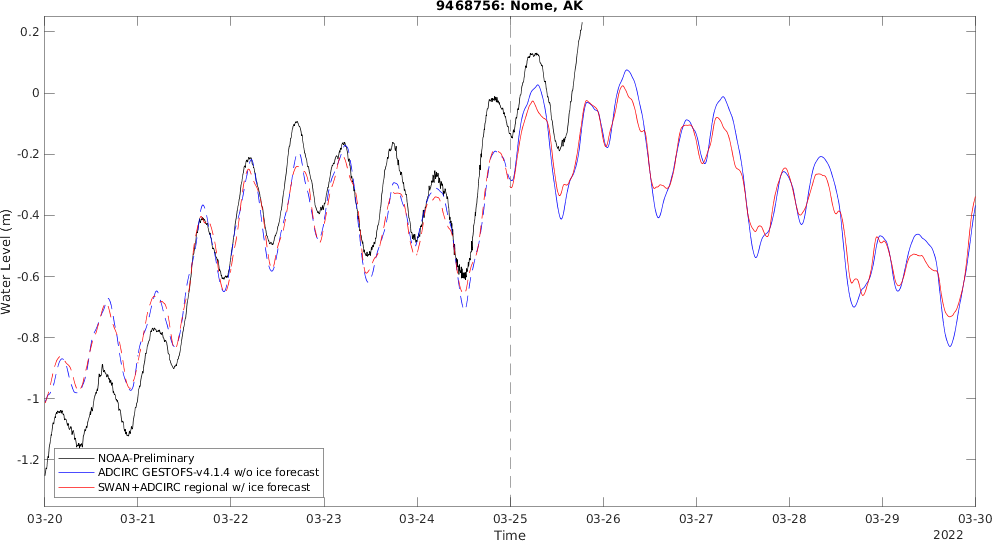 9468756: Nome, AK
0.2
0
-0.2
-0.4
-0.6
-0.8
-1
-1.2
Water Level (m)
NOAA-Preliminary
ADCIRC GESTOFS-v4.1.4 w/o ice forecast
SWAN+ADCIRC regional w/ ice forecast
03-20 03-21 03-22 03-23 03-24 03-25 03-26 03-27 03-28 03-29 03-30
Time
2022